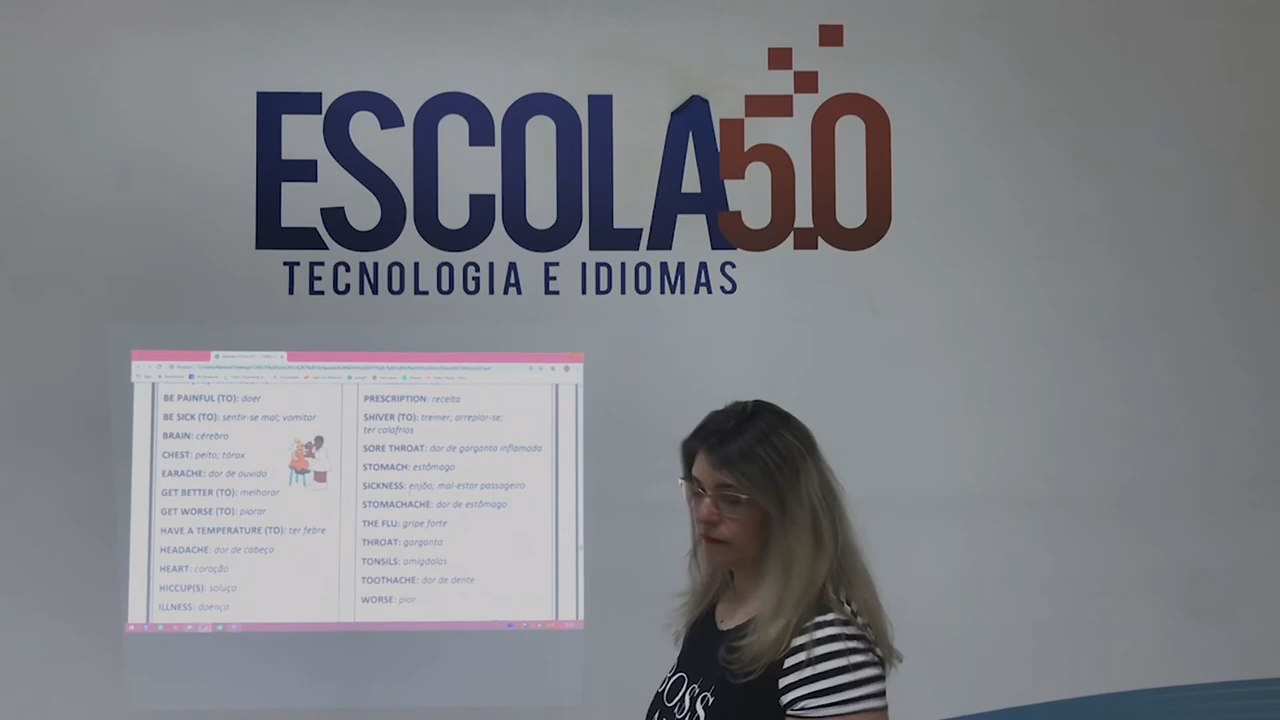 ESCOLA 5.0
TECNOLOGIA E IDIOMAS
BE PAINFUL (TO): doer
BE SICK (TO): sentir-se mal; vomitar
BRAIN: cérebro
CHEST: peito; tórax
EARACHE: dor de ouvido
GET BETTER (TO): melhorar
GET WORSE (TO): piorar
HAVE A TEMPERATURE (TO): ter febre
HEADACHE: dor de cabeça
HEART: coração
HICCUP(S): soluço
ILLNESS: doença
PRESCRIPTION: receita
SHIVER (TO): tremer; arrepiar-se;
ter calafrios
SORE THROAT: dor de garganta inflamada
STOMACH: estômago
SICKNESS: enjôo; mal-estar passageiro
STOMACHACHE: dor de estômago
THE FLU: gripe forte
THROAT: garganta
TONSILS: amígdalas
TOOTHACHE: dor de dente
WORSE: pior
BOSS